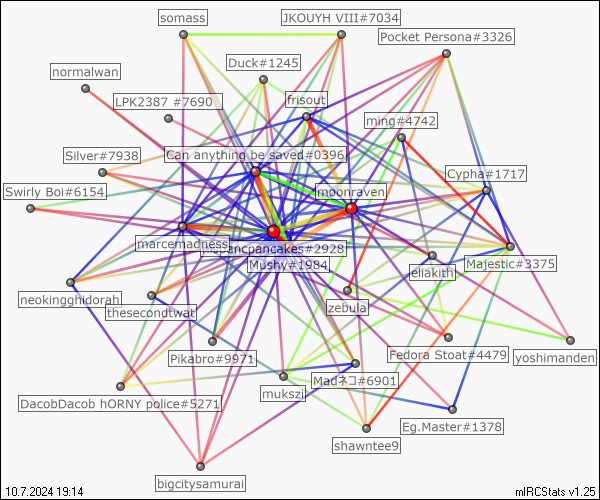 somass
JKOUYH VIII#7034
Pocket Persona#3326
Duck#1245
normalwan
LPK2387 #7690
frisout
ming#4742
Silver#7938
Can anything be saved#0396
Cypha#1717
Swirly Boi#6154
moonraven
marcemadness
hispancpancakes#2928
Mushy#1984
ellakith
Majestic#3375
neokingghidorah
thesecondtwat
zebula
Pikabro#9971
Fedora Stoat#4479
yoshimanden
DacobDacob hORNY police#5271
mukszi
Madネコ#6901
Eg.Master#1378
shawntee9
bigcitysamurai
10.7.2024 19:14
mIRCStats v1.25